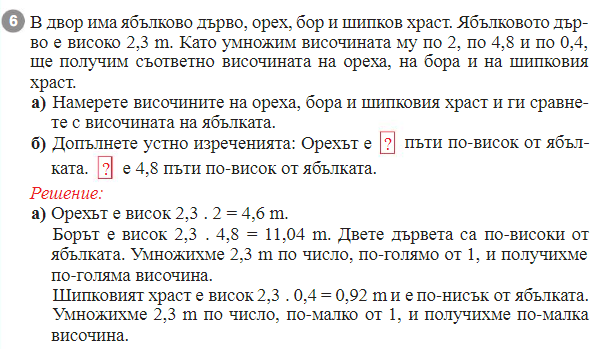 6 В двор има ябълково дърво, орех, бор и шипков храст. Ябълковото дър-
во е високо 2,3 m. Като умножим височината му по 2, по 4,8 и по 0,4,
ще получим съответно височината на ореха, на бора и на шипковия
храст.
а) Намерете височините на ореха, бора и шипковия храст и ги сравне-
те с височината на ябълката.
б) Допълнете устно изреченията: Орехът е ? пъти по-висок от ябъл-
ката. ? е 4,8 пъти по-висок от ябълката.
Решение:
а) Орехът е висок 2,3 . 2 = 4,6 m.
Борът е висок 2,3 . 4,8 = 11,04 m. Двете дървета са по-високи от
ябълката. Умножихме 2,3 m по число, по-голямо от 1, и получихме
по-голяма височина.
Шипковият храст е висок 2,3 . 0,4 = 0,92 m и е по-нисък от ябълката.
Умножихме 2,3 m по число, по-малко от 1, и получихме по-малка
височина.